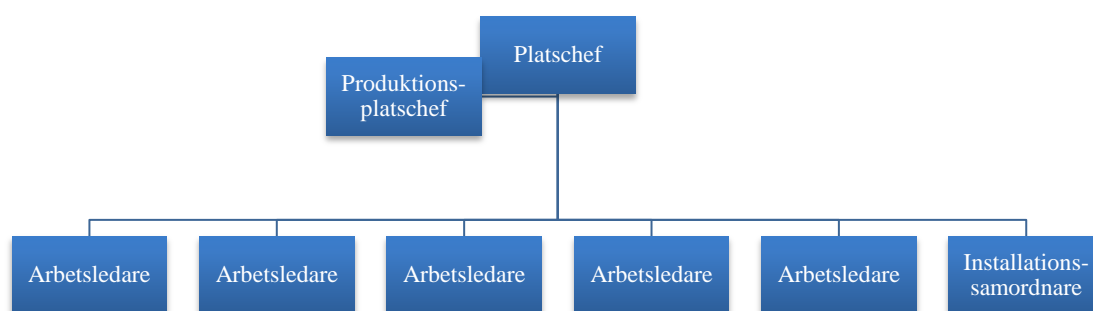 Platschef
Produktions-
platschef
Arbetsledare
Arbetsledare
Arbetsledare
Arbetsledare
Arbetsledare
Installations-
samordnare